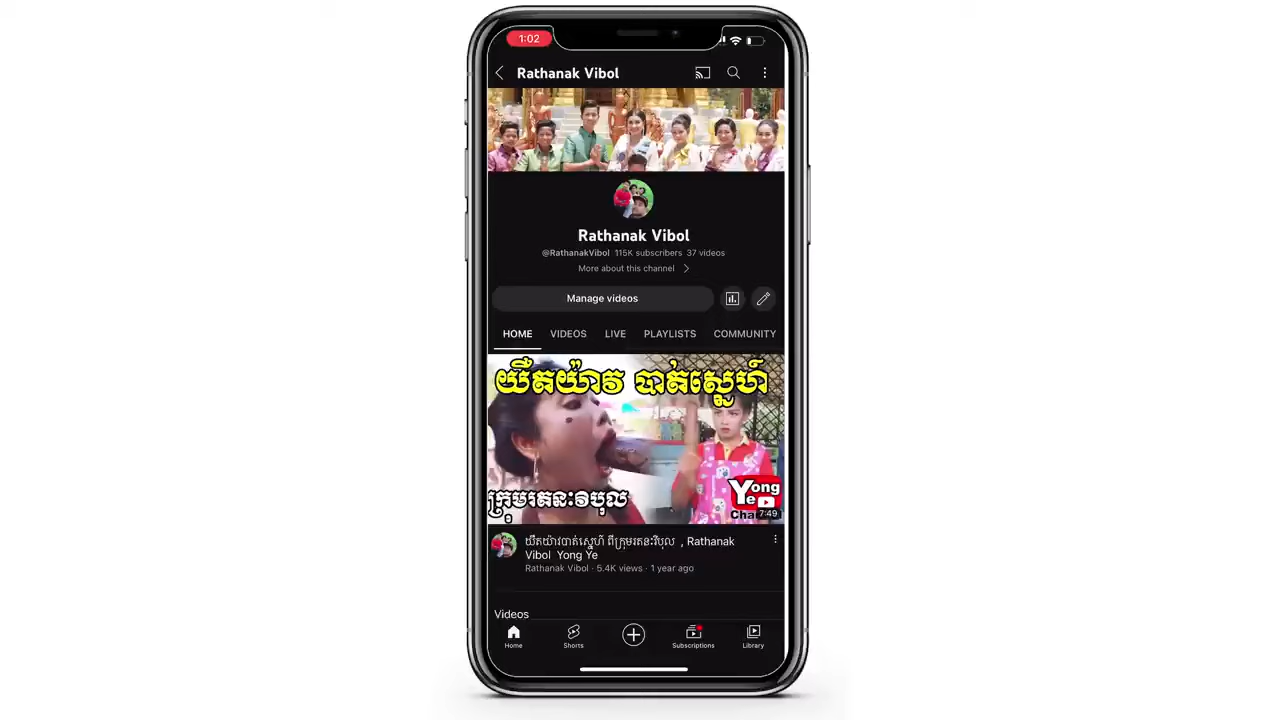 1:02
Rathanak Vibol
Rathanak Vibol
@RathanakVibol 115K subscribers 37 videos
More about this channel
Manage videos
HOME VIDEOS LIVE PLAYLISTS COMMUNITY
យឺតយ៉ាវ បាត់ស្នេហ៍
ក្រុមរតនៈវិបុល
Yong
Ye
Cha
7:49
យឺតយ៉ាវបាត់ស្នេហ៍ ពីក្រុមរតនៈវិបុល , Rathanak
Vibol Yong Ye
Rathanak Vibol · 5.4K views · 1 year ago
Videos
Home Shorts Subscriptions Library